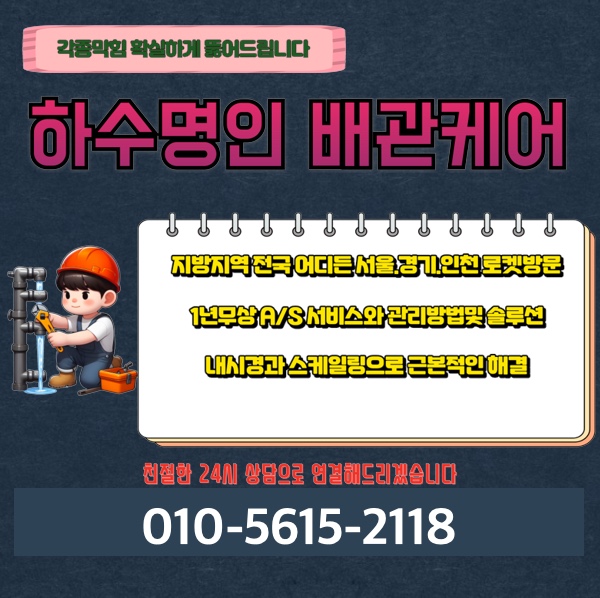 각종막힘 확실하게 뚫어드립니다
하수명인 배관케어
지방지역 전국 어디든 서울,경기,인천 로켓방문
1년무상 A/S 서비스와 관리방법및 솔루션
내시경과 스케일링으로 근본적인 해결
친절한 24시 상담으로 연결해드리겠습니다
010-5615-2118